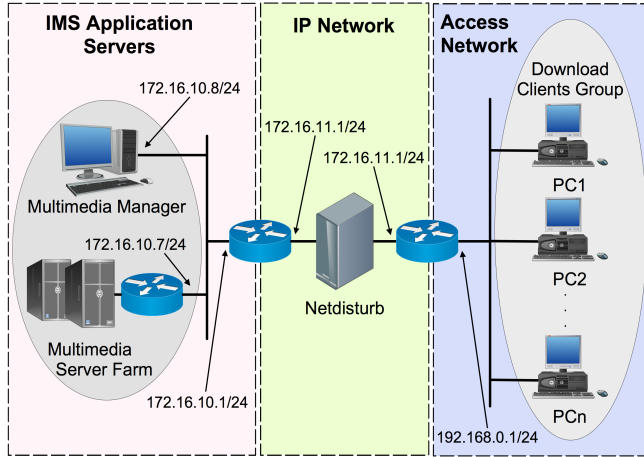 IMS Application
Servers
172.16.10.8/24
Multimedia Manager
172.16.10.7/24
Multimedia
Server Farm
172.16.10.1/24
IP Network
172.16.11.1/24
172.16.11.1/24
Netdisturb
Access
Network
Download
Clients Group
PC1
PC2
PCn
192.168.0.1/24